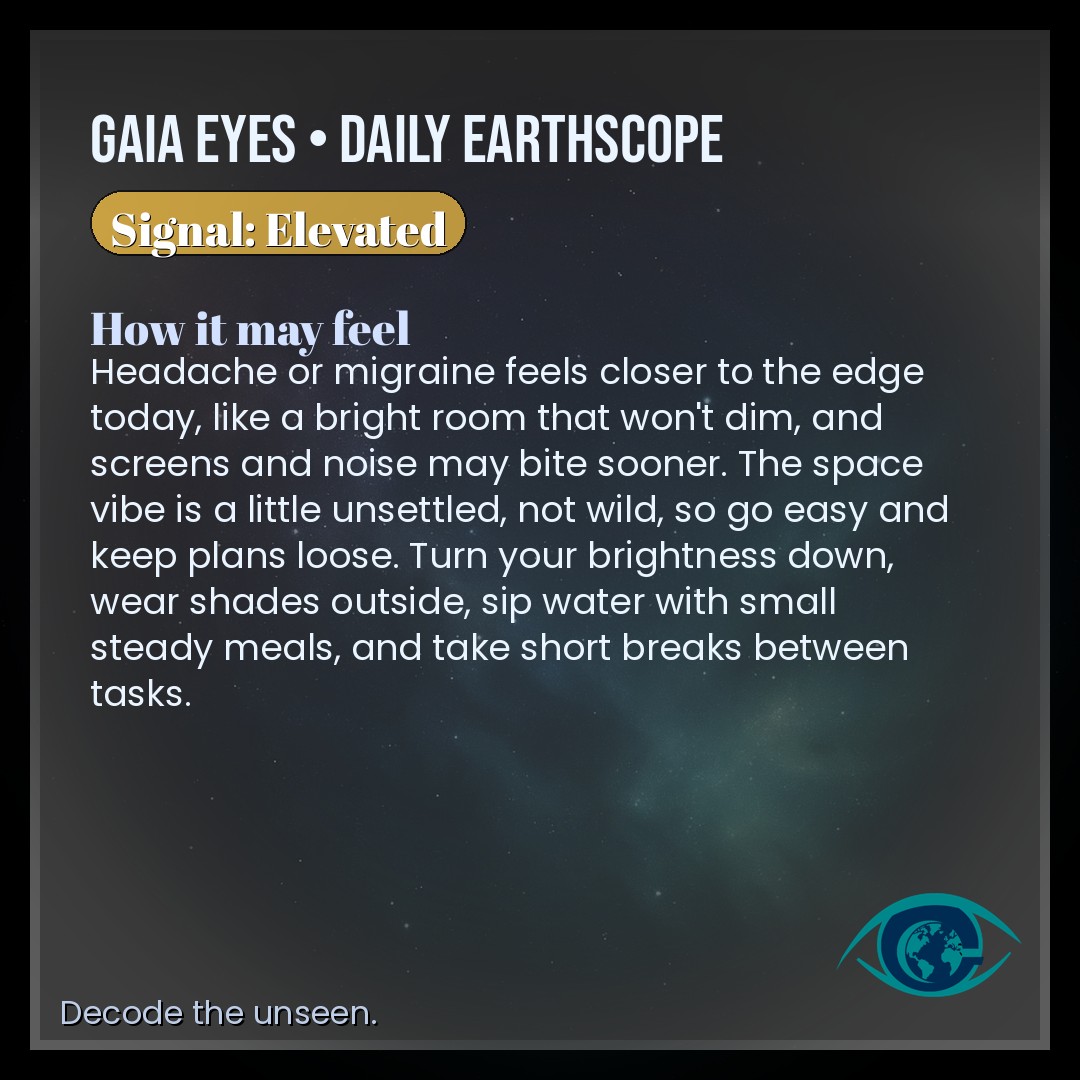 GAIA EYES • DAILY EARTHSCOPE
Signal: Elevated
How it may feel
Headache or migraine feels closer to the edge
today, like a bright room that won't dim, and
screens and noise may bite sooner. The space
vibe is a little unsettled, not wild, so go easy and
keep plans loose. Turn your brightness down,
wear shades outside, sip water with small
steady meals, and take short breaks between
tasks.
Decode the unseen.